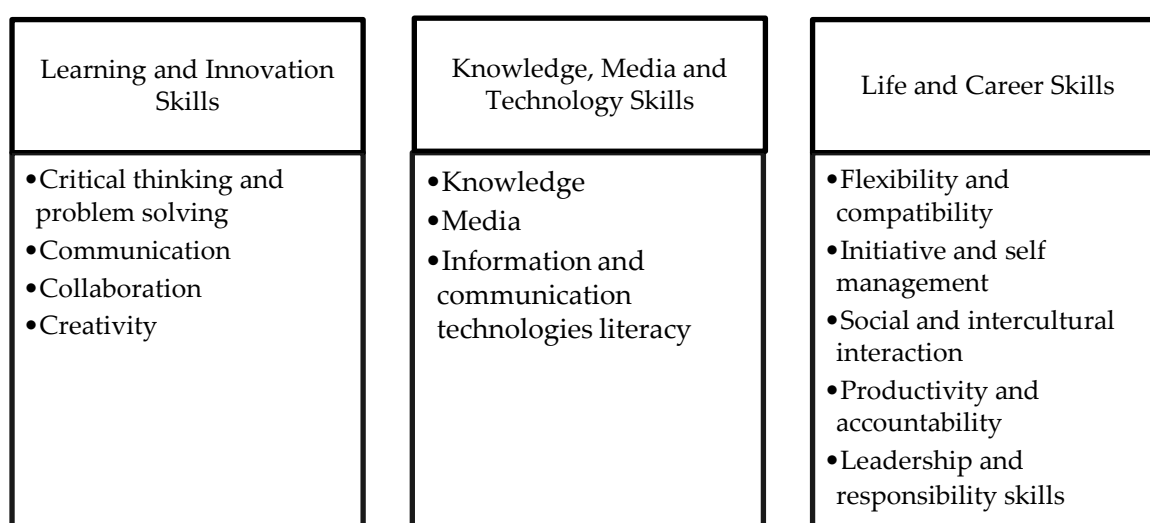 Learning and Innovation
Skills
•Critical thinking and
problem solving
•Communication
•Collaboration
•Creativity
Knowledge, Media and
Technology Skills
•Knowledge
•Media
•Information and
communication
technologies literacy
Life and Career Skills
•Flexibility and
compatibility
•Initiative and self
management
•Social and intercultural
interaction
•Productivity and
accountability
•Leadership and
responsibility skills